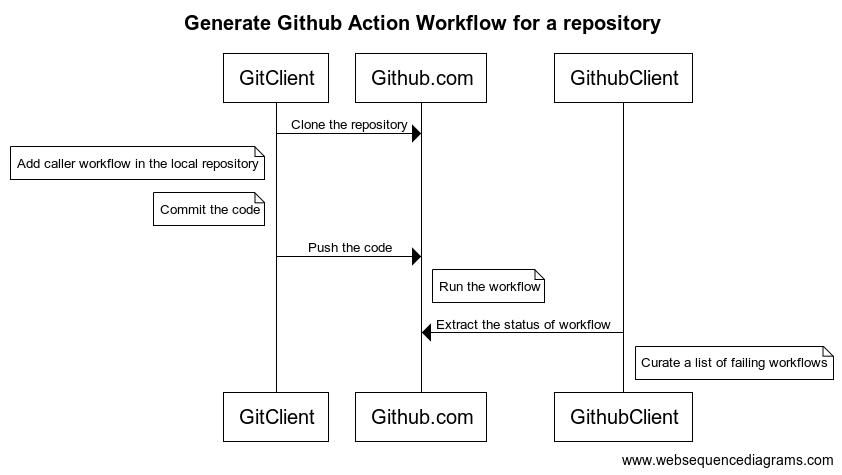 Generate Github Action Workflow for a repository
GitClient
Github.com
GithubClient
Clone the repository
Add caller workflow in the local repository
Commit the code
Push the code
Run the workflow
Extract the status of workflow
Curate a list of failing workflows
GitClient
Github.com
GithubClient
www.websequencediagrams.com